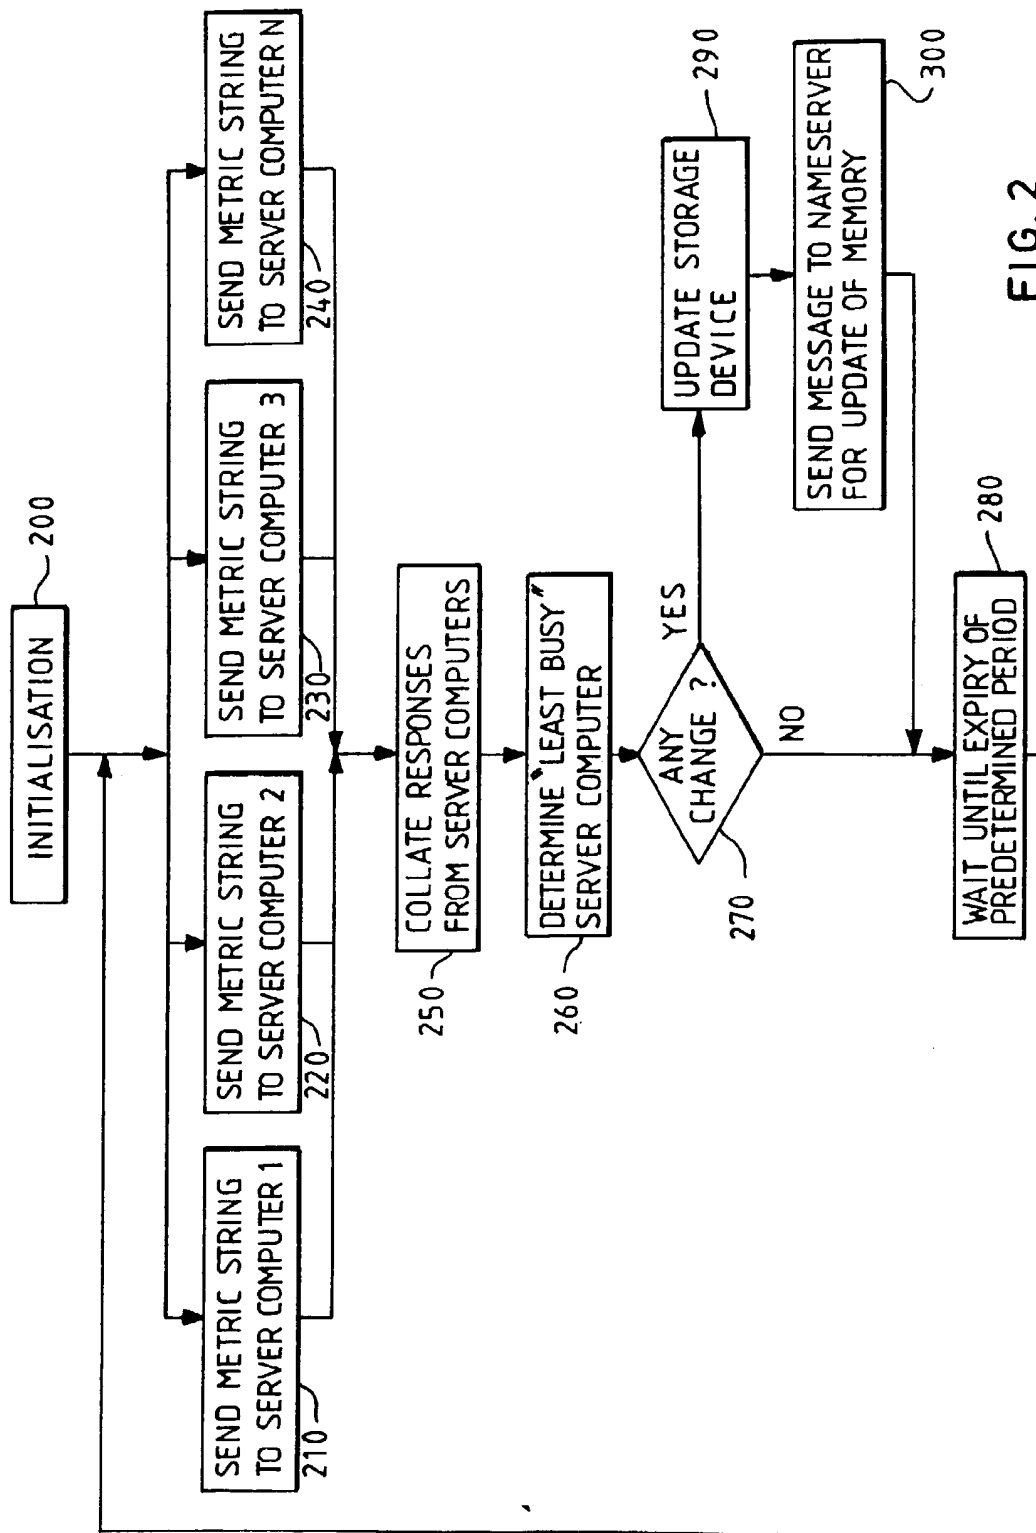 INITIALISATION
200
SEND METRIC STRING
TO SERVER COMPUTER 1
210
SEND METRIC STRING
TO SERVER COMPUTER 2
220
SEND METRIC STRING
TO SERVER COMPUTER 3
230
SEND METRIC STRING
TO SERVER COMPUTER N
240
COLLATE RESPONSES
FROM SERVER COMPUTERS
250
DETERMINE "LEAST BUSY"
SERVER COMPUTER
260
ANY
CHANGE ?
270
YES
NO
UPDATE STORAGE
DEVICE
290
SEND MESSAGE TO NAMESERVER
FOR UPDATE OF MEMORY
300
WAIT UNTIL EXPIRY OF
PREDETERMINED PERIOD
280
FIG. 2